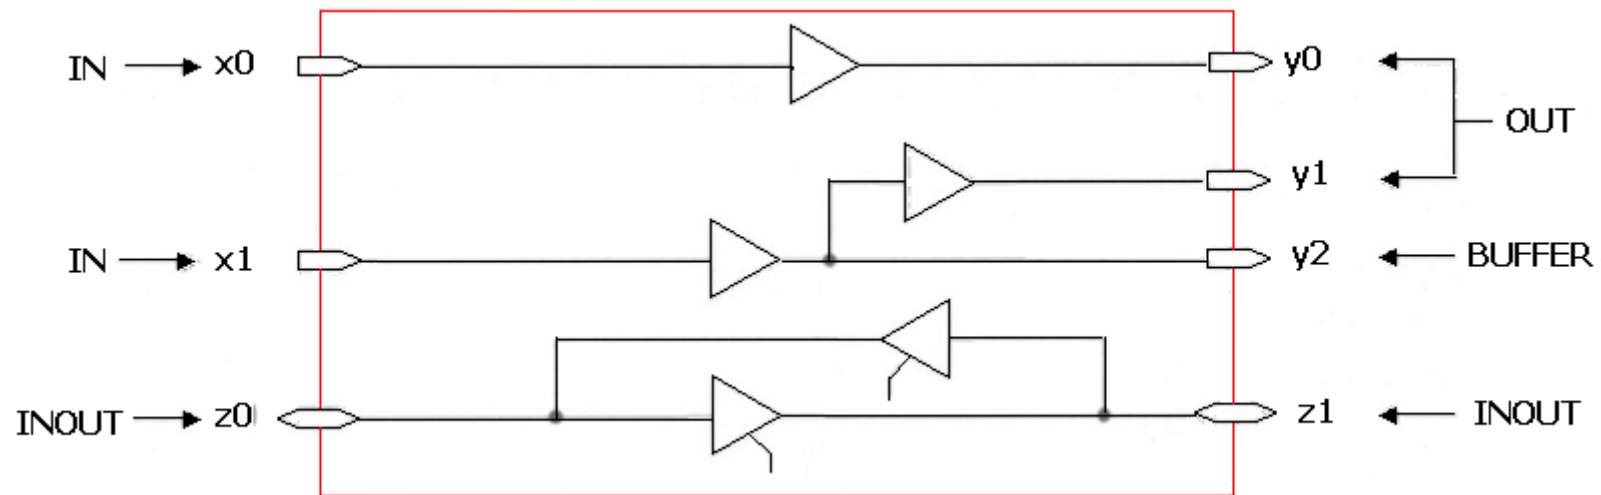 IN x0 y0
OUT
y1
IN x1 y2 BUFFER
INOUT z0 z1 INOUT